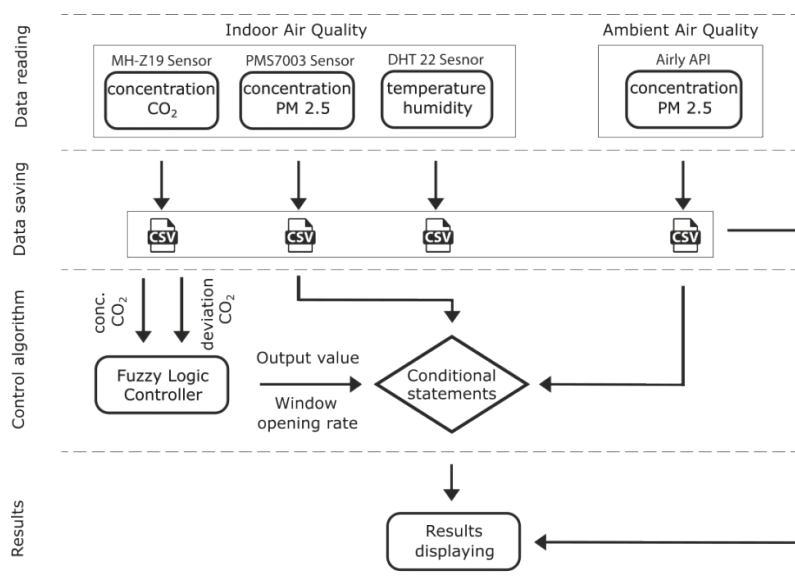 Indoor Air Quality
Ambient Air Quality
Data reading
MH-Z19 Sensor
PMS7003 Sensor
DHT 22 Sesnor
Airly API
concentration
CO₂
concentration
PM 2.5
temperature
humidity
concentration
PM 2.5
Data saving
CSV
CSV
CSV
CSV
Control algorithm
conc.
CO₂
deviation
CO₂
Fuzzy Logic
Controller
Output value
Window
opening rate
Conditional
statements
Results
Results
displaying